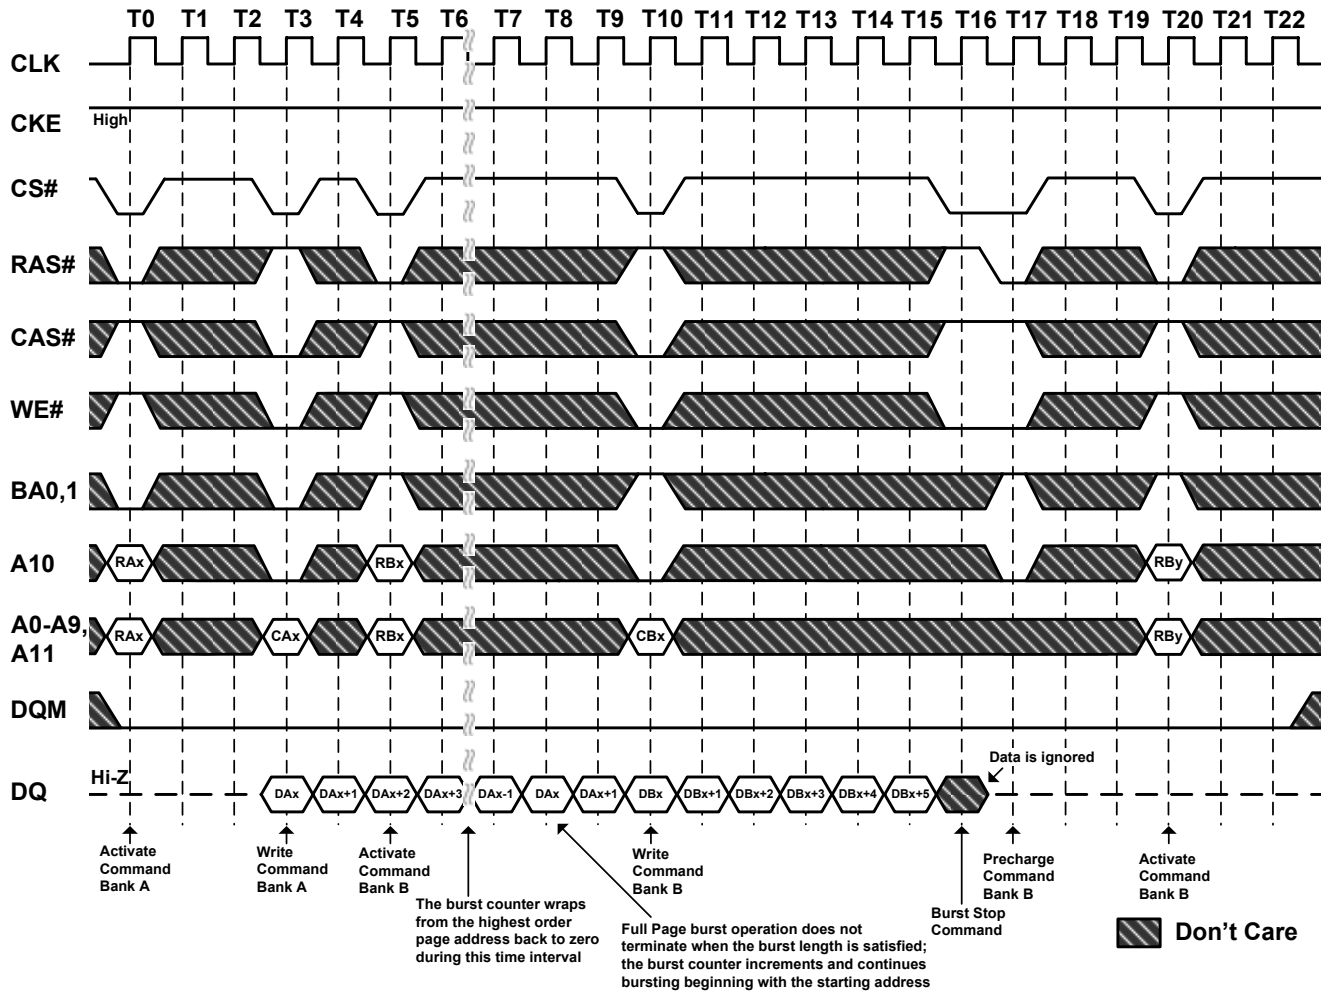 T0 T1 T2 T3 T4 T5 T6 T7 T8 T9 T10 T11 T12 T13 T14 T15 T16 T17 T18 T19 T20 T21 T22
CLK
CKE High
CS#
RAS#
CAS#
WE#
BA0,1
A10 RAx RBx RBy
A0-A9, A11 RAx CAx RBx CBx RBy
DQM
DQ Hi-Z DAx DAx+1 DAx+2 DAx+3 DAx-1 DAx DAx+1 DBx DBx+1 DBx+2 DBx+3 DBx+4 DBx+5
Data is ignored
Activate
Command
Bank A
Write
Command
Bank A
Activate
Command
Bank B
The burst counter wraps
from the highest order
page address back to zero
during this time interval
Write
Command
Bank B
Full Page burst operation does not
terminate when the burst length is satisfied;
the burst counter increments and continues
bursting beginning with the starting address
Burst Stop
Command
Precharge
Command
Bank B
Activate
Command
Bank B
Don't Care